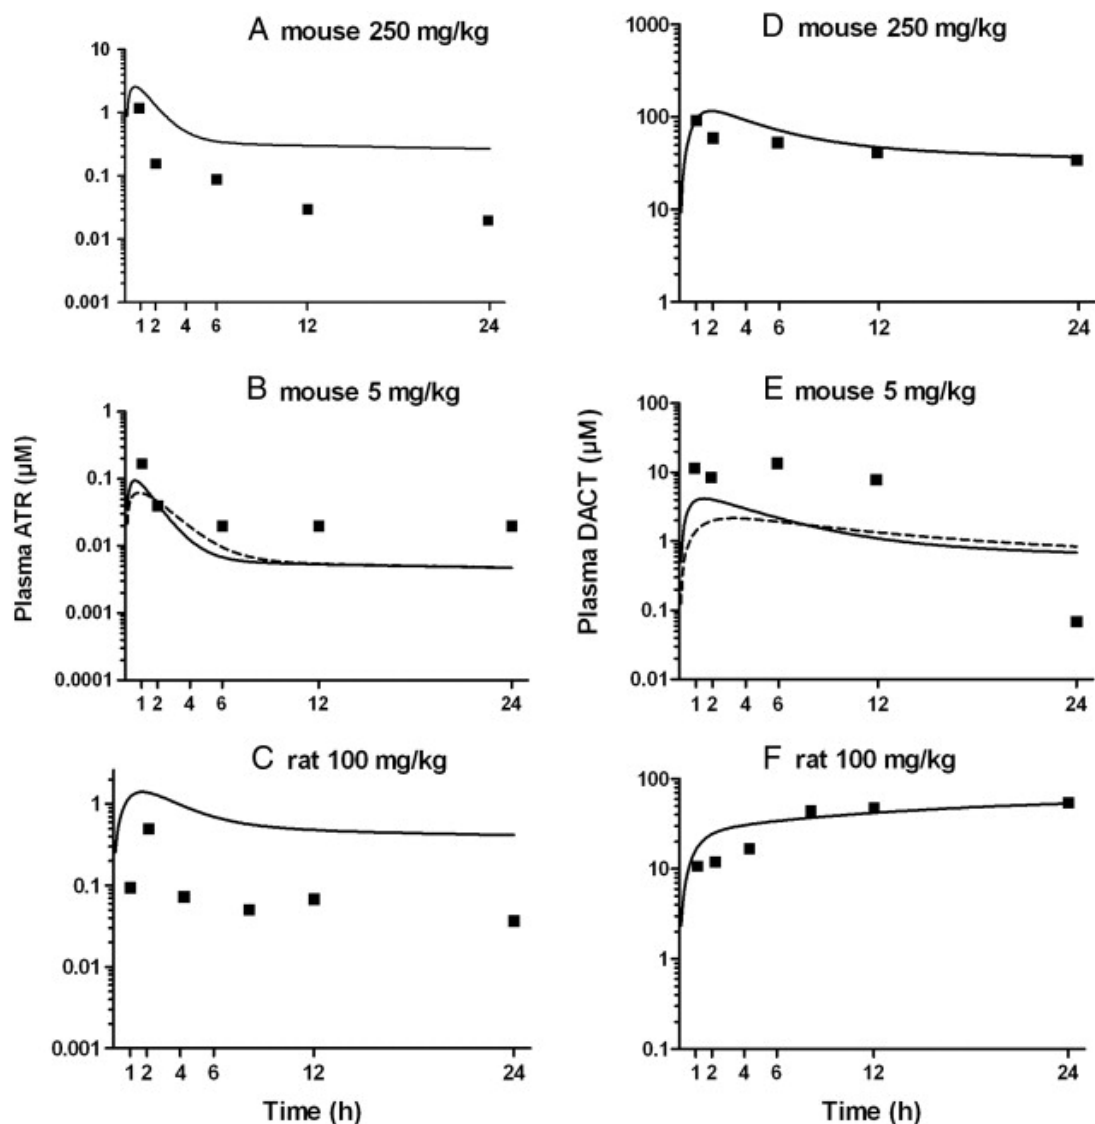 A mouse 250 mg/kg
10
1
0.1
0.01
0.001
1 2 4 6 12 24
D mouse 250 mg/kg
1000
100
10
1
1 2 4 6 12 24
B mouse 5 mg/kg
1
0.1
0.01
0.001
0.0001
1 2 4 6 12 24
Plasma ATR (µM)
E mouse 5 mg/kg
100
10
1
0.1
0.01
1 2 4 6 12 24
Plasma DACT (µM)
C rat 100 mg/kg
1
0.1
0.01
0.001
1 2 4 6 12 24
Time (h)
F rat 100 mg/kg
100
10
1
0.1
1 2 4 6 12 24
Time (h)